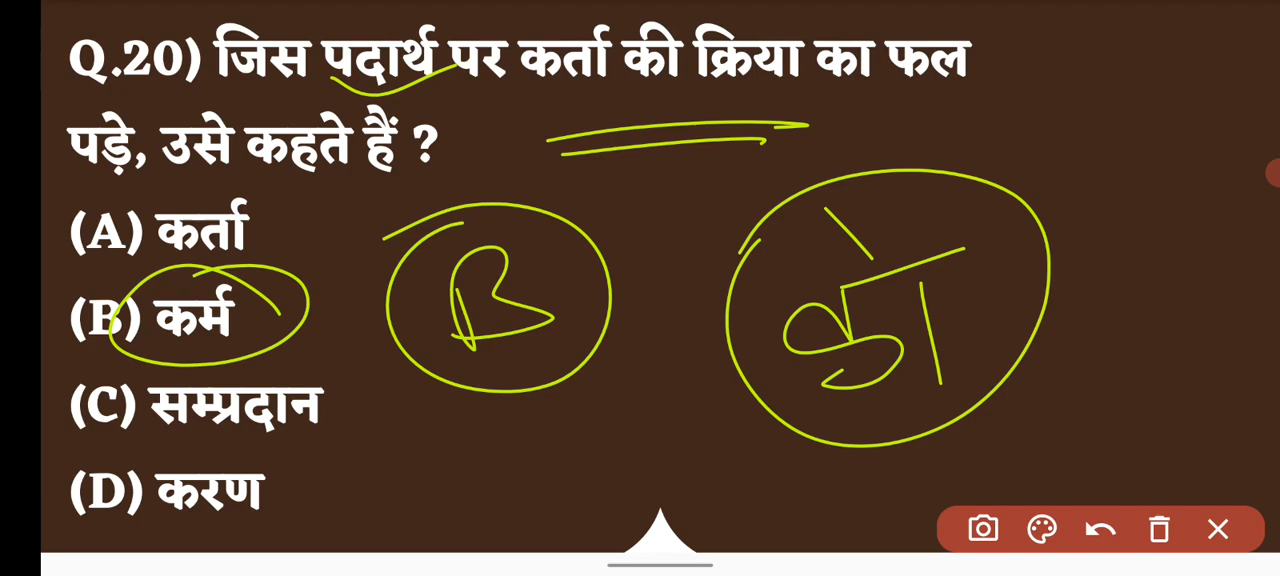 Q.20) जिस पदार्थ पर कर्ता की क्रिया का फल
पड़े, उसे कहते हैं ?
(A) कर्ता
(B) कर्म
(C) सम्प्रदान
(D) करण
B
को